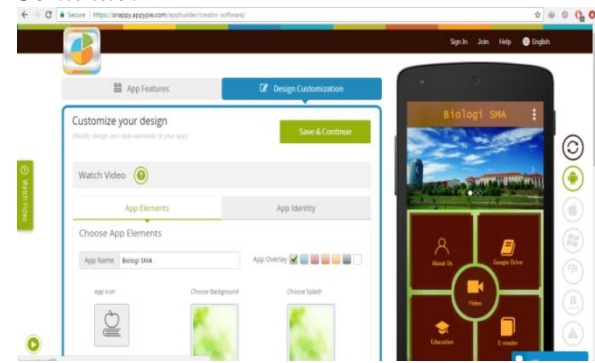 Secure | https://snappy.appypie.com/appbuilder/creator-software/
Sign In Join Help English
App Features
Design Customization
Customize your design
(Modify design and style elements of your app)
Save & Continue
Watch Video
Watch Video
App Elements
App Identity
Choose App Elements
App Name Biologi SMA
App Overlay
App Icon
Choose Background
Choose Splash
Biologi SMA
About Us
Google Drive
Video
Education
E-reader